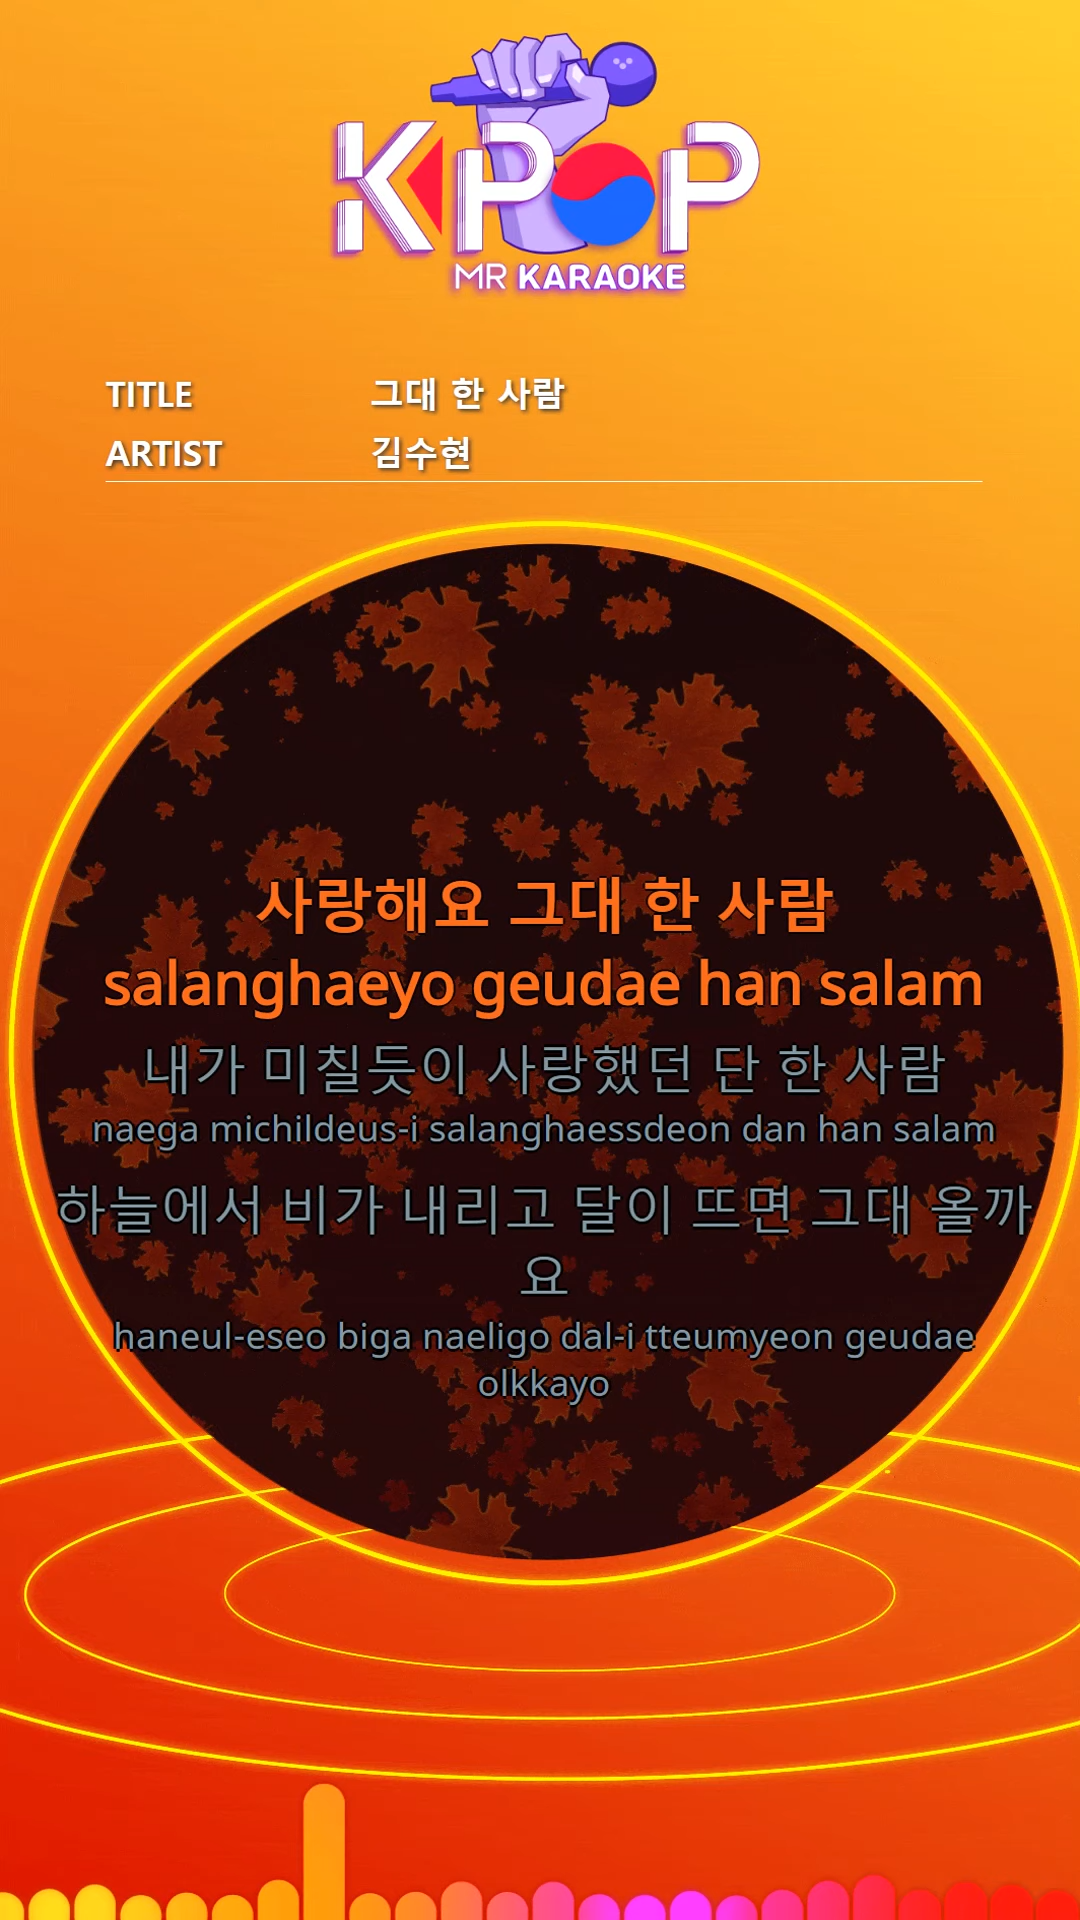 KPOP
MR KARAOKE
TITLE 그대 한 사람
ARTIST 김수현
사랑해요 그대 한 사람
salanghaeyo geudae han salam
내가 미칠듯이 사랑했던 단 한 사람
naega michildeus-i salanghaessdeon dan han salam
하늘에서 비가 내리고 달이 뜨면 그대 올까
요
haneul-eseo biga naeligo dal-i tteumyeon geudae
olkkayo